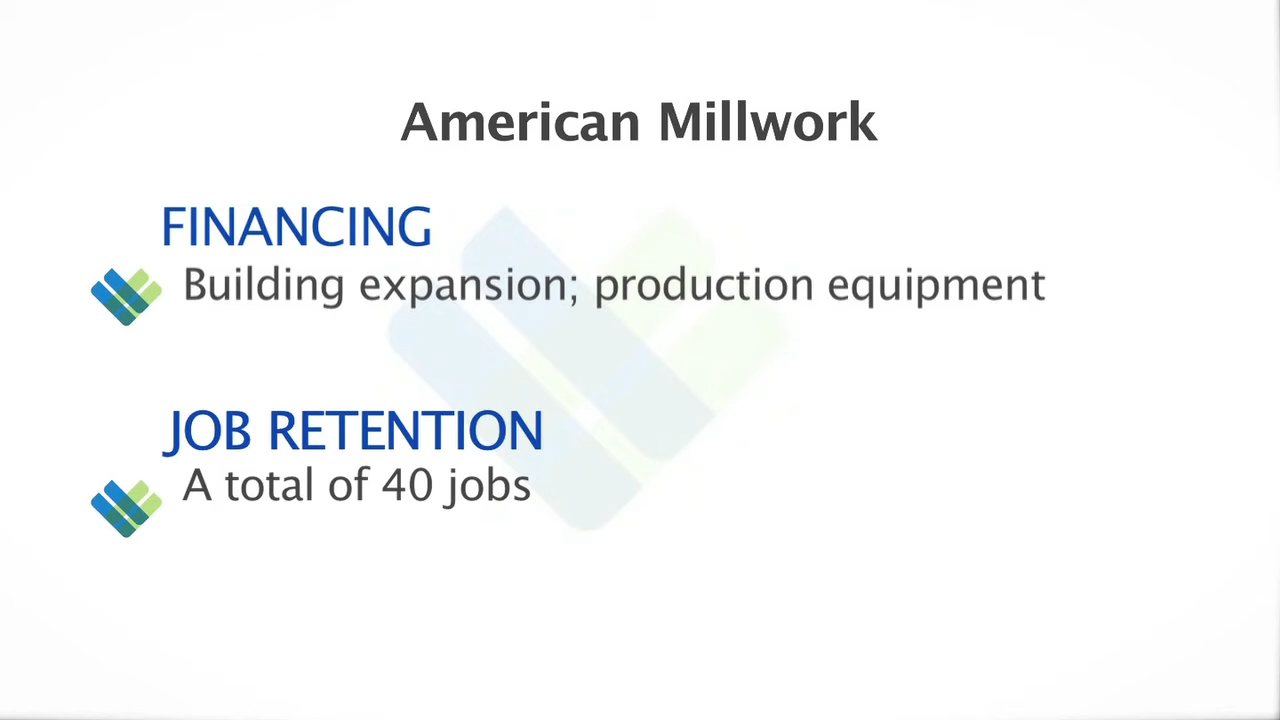 American Millwork
FINANCING
Building expansion; production equipment
JOB RETENTION
A total of 40 jobs